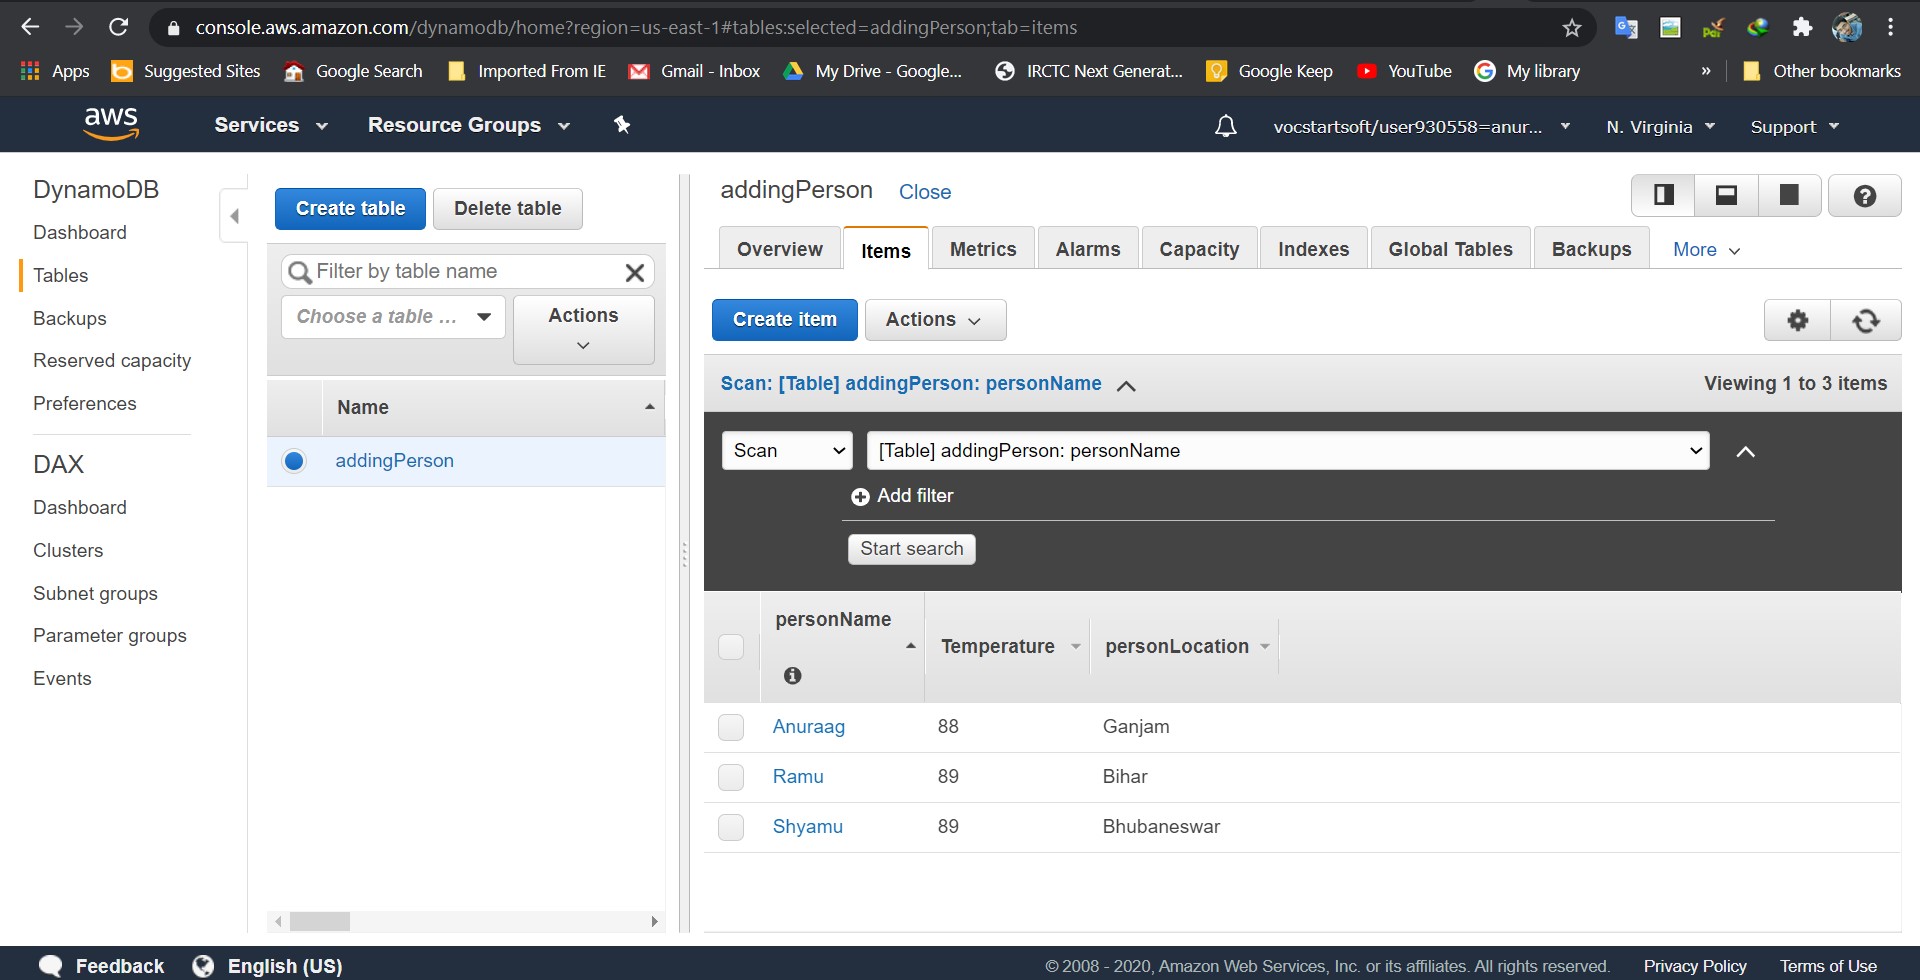 console.aws.amazon.com/dynamodb/home?region=us-east-1#tables:selected=addingPerson;tab=items
Apps Suggested Sites Google Search Imported From IE Gmail - Inbox My Drive - Google... IRCTC Next Generat... Google Keep YouTube My library » Other bookmarks
aws Services Resource Groups vocstartsoft/user930558=anur... N. Virginia Support
DynamoDB
Dashboard
Tables
Backups
Reserved capacity
Preferences
DAX
Dashboard
Clusters
Subnet groups
Parameter groups
Events
Create table Delete table
Filter by table name
Choose a table ... Actions
Name
addingPerson
addingPerson Close
Overview Items Metrics Alarms Capacity Indexes Global Tables Backups More
Create item Actions
Scan: [Table] addingPerson: personName Viewing 1 to 3 items
Scan [Table] addingPerson: personName
Add filter
Start search
personName Temperature personLocation
Anuraag 88 Ganjam
Ramu 89 Bihar
Shyamu 89 Bhubaneswar
Feedback English (US) © 2008 - 2020, Amazon Web Services, Inc. or its affiliates. All rights reserved. Privacy Policy Terms of Use